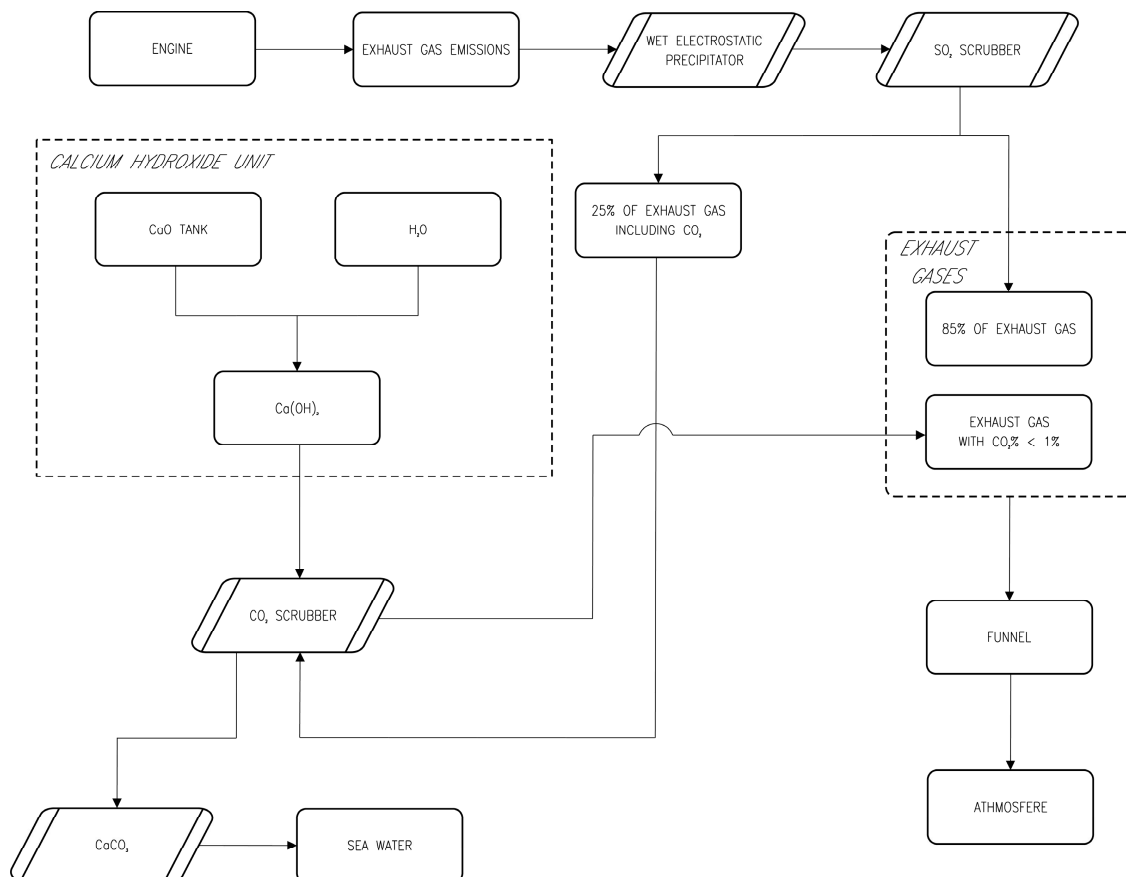 ENGINE
EXHAUST GAS EMISSIONS
WET ELECTROSTATIC
PRECIPITATOR
SO₂ SCRUBBER
CALCIUM HYDROXIDE UNIT
CaO TANK
H₂O
25% OF EXHAUST GAS
INCLUDING CO₂
EXHAUST
GASES
85% OF EXHAUST GAS
Ca(OH)₂
EXHAUST GAS
WITH CO₂% < 1%
CO₂ SCRUBBER
FUNNEL
ATHMOSFERE
CaCO₃
SEA WATER